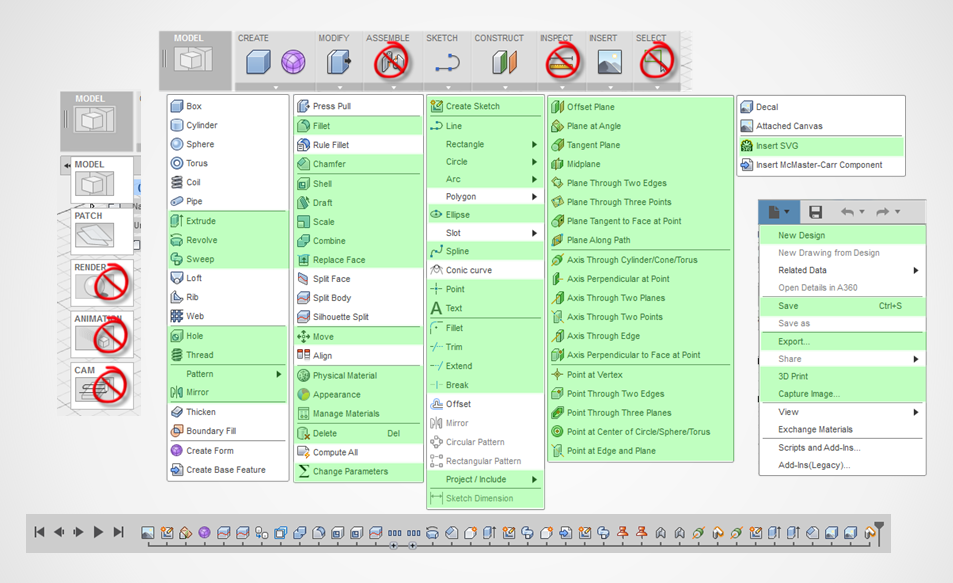 MODEL
CREATE
MODIFY
ASSEMBLE
SKETCH
CONSTRUCT
INSPECT
INSERT
SELECT
MODEL
MODEL
PATCH
RENDER
ANIMATION
CAM
Box
Cylinder
Sphere
Torus
Coil
Pipe
Extrude
Revolve
Sweep
Loft
Rib
Web
Hole
Thread
Pattern
Mirror
Thicken
Boundary Fill
Create Form
Create Base Feature
Press Pull
Fillet
Rule Fillet
Chamfer
Shell
Draft
Scale
Combine
Replace Face
Split Face
Split Body
Silhouette Split
Move
Align
Physical Material
Appearance
Manage Materials
Delete Del
Compute All
Change Parameters
Create Sketch
Line
Rectangle
Circle
Arc
Polygon
Ellipse
Slot
Spline
Conic curve
Point
Text
Fillet
Trim
Extend
Break
Offset
Mirror
Circular Pattern
Rectangular Pattern
Project / Include
Sketch Dimension
Offset Plane
Plane at Angle
Tangent Plane
Midplane
Plane Through Two Edges
Plane Through Three Points
Plane Tangent to Face at Point
Plane Along Path
Axis Through Cylinder/Cone/Torus
Axis Perpendicular at Point
Axis Through Two Planes
Axis Through Two Points
Axis Through Edge
Axis Perpendicular to Face at Point
Point at Vertex
Point Through Two Edges
Point Through Three Planes
Point at Center of Circle/Sphere/Torus
Point at Edge and Plane
Decal
Attached Canvas
Insert SVG
Insert McMaster-Carr Component
New Design
New Drawing from Design
Related Data
Open Details in A360
Save Ctrl+S
Save as
Export...
Share
3D Print
Capture Image...
View
Exchange Materials
Scripts and Add-Ins...
Add-Ins(Legacy)...